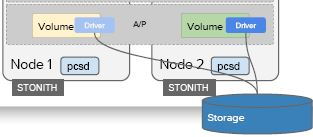 Volume Driver A/P Volume Driver
Node 1 pcsd Node 2 pcsd
STONITH STONITH
Storage